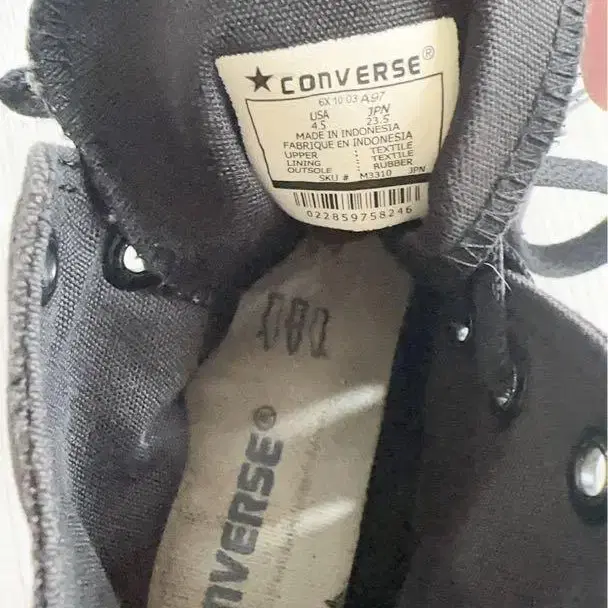 ★CONVERSE®
6X 10 03 A97
USA JPN
4.5 23.5
MADE IN INDONESIA
FABRIQUE EN INDONESIA
UPPER : TEXTILE
LINING : TEXTILE
OUTSOLE : RUBBER
SKU # M3310 JPN
022859758246
NVERSE®